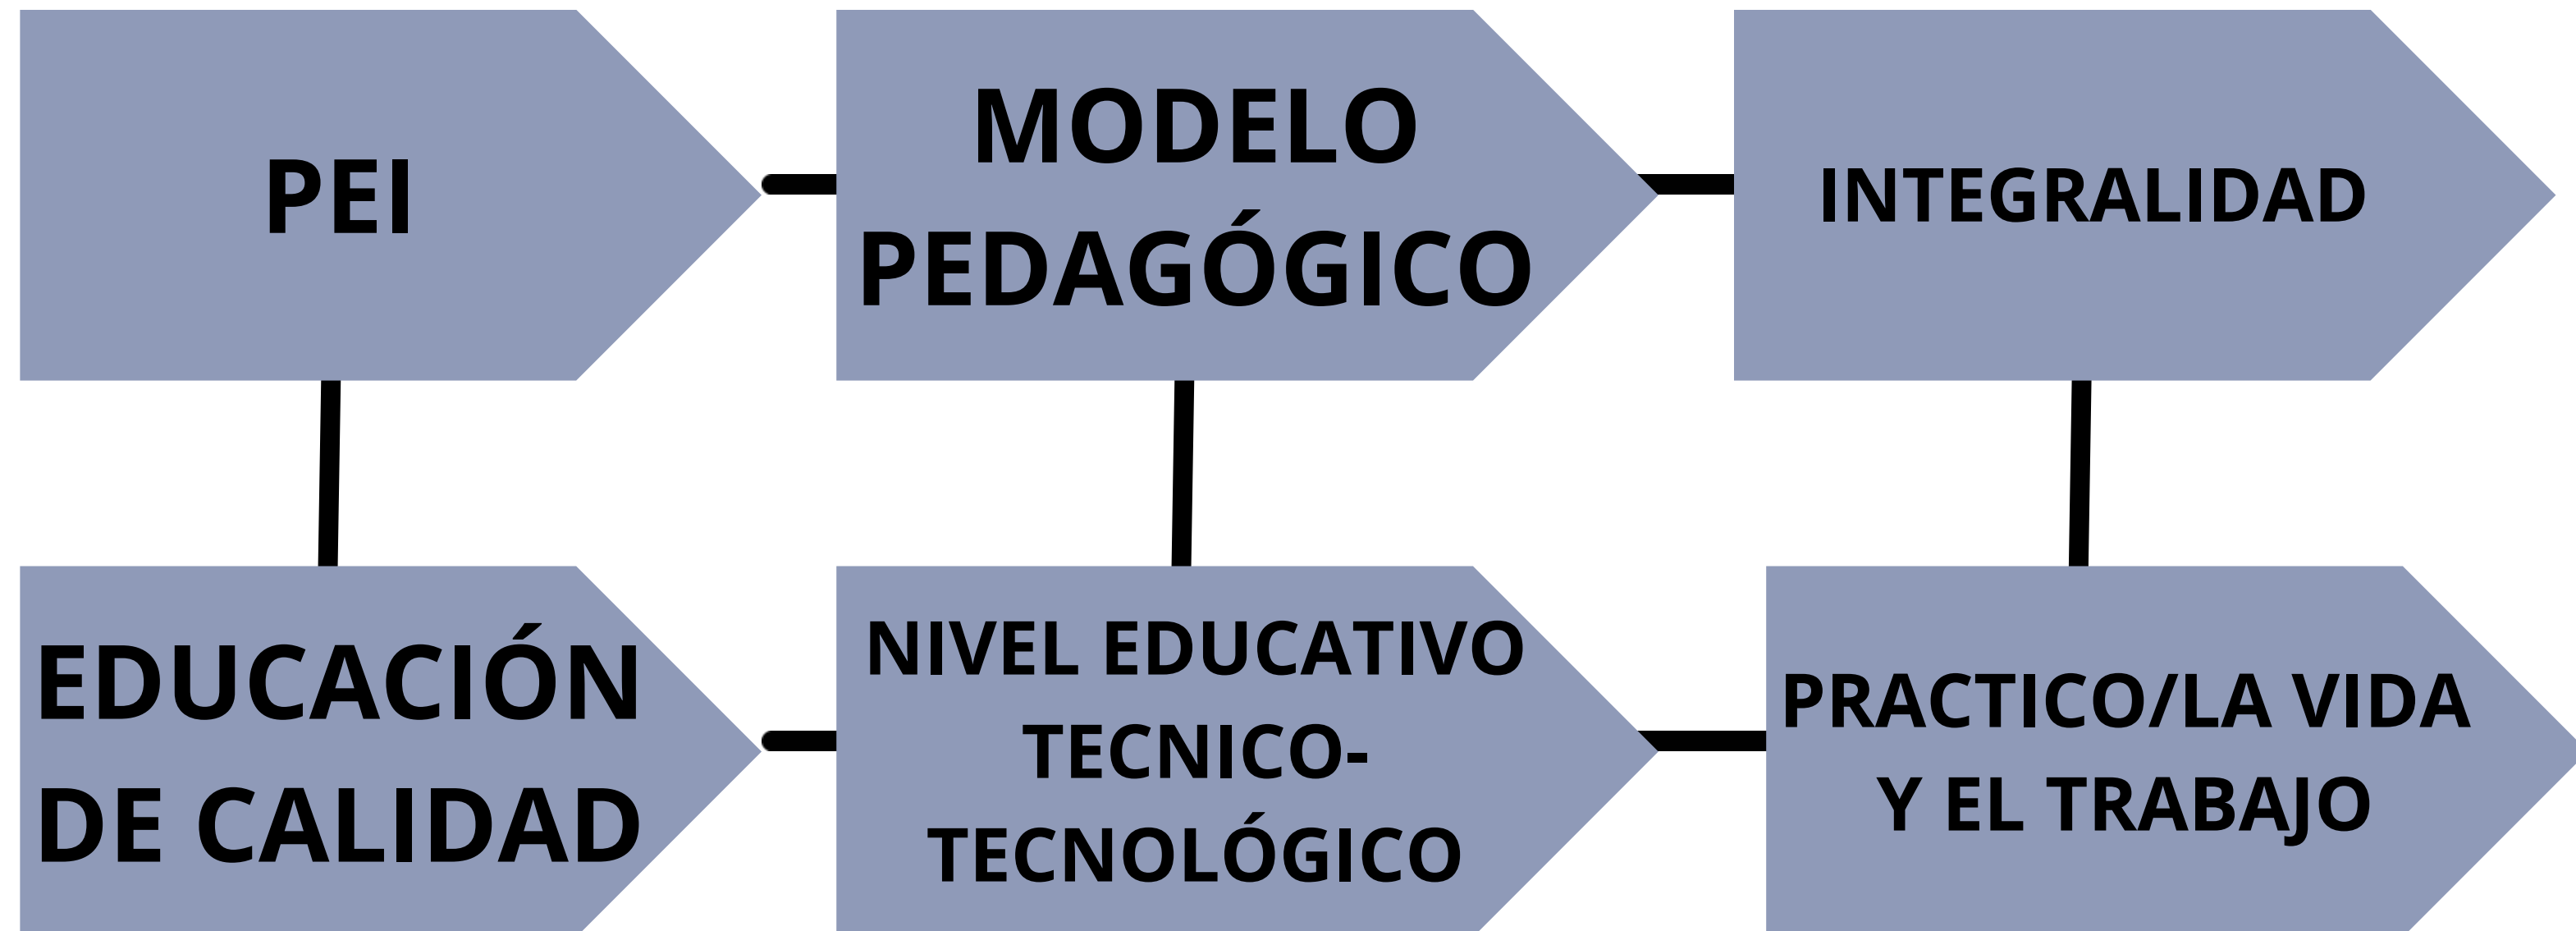 PEI
MODELO
PEDAGÓGICO
INTEGRALIDAD
EDUCACIÓN
DE CALIDAD
NIVEL EDUCATIVO
TECNICO-
TECNOLÓGICO
PRACTICO/LA VIDA
Y EL TRABAJO